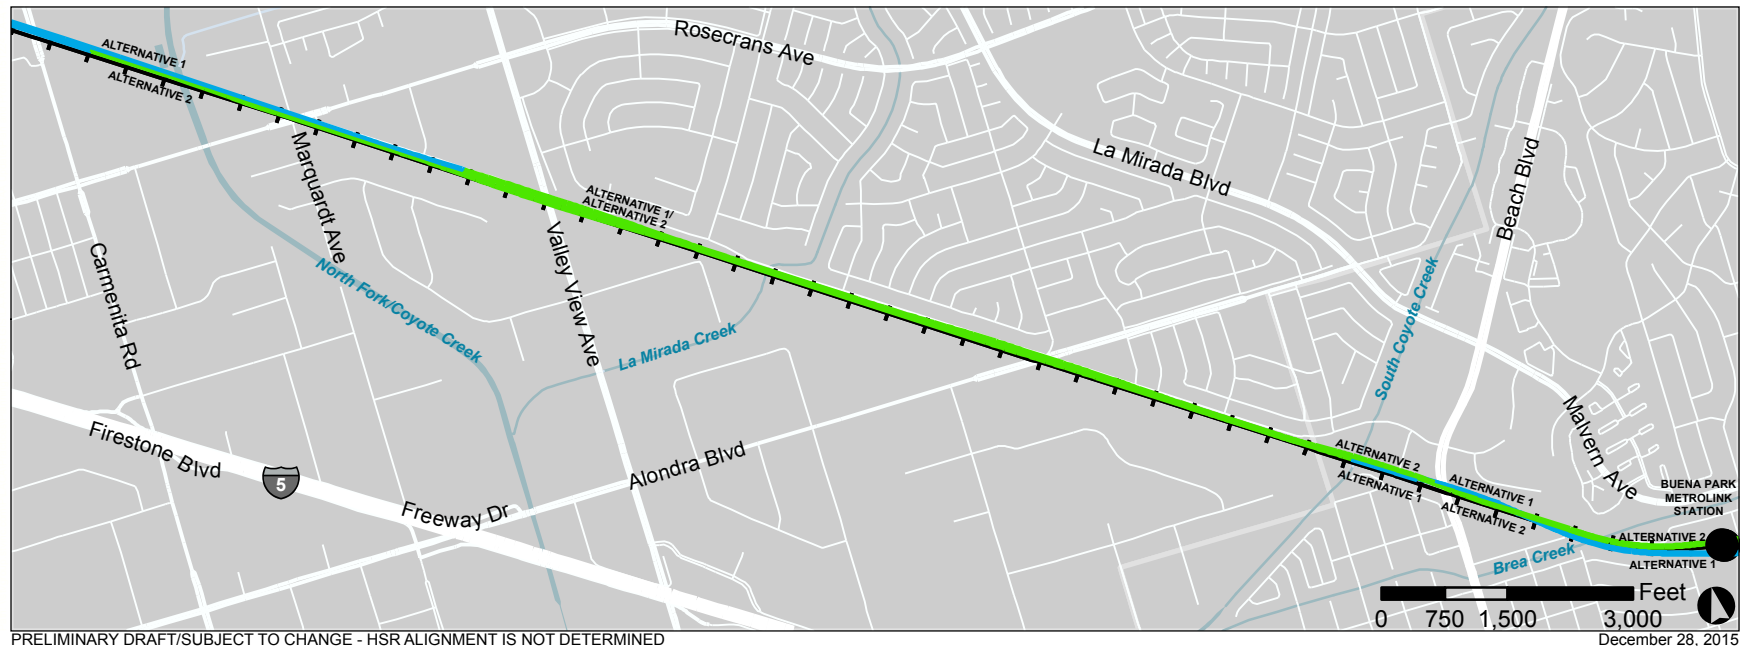 Rosecrans Ave
ALTERNATIVE 1
ALTERNATIVE 2
Marquardt Ave
La Mirada Blvd
Beach Blvd
ALTERNATIVE 1/
ALTERNATIVE 2
Carmenita Rd
Valley View Ave
North Fork/Coyote Creek
La Mirada Creek
South Coyote Creek
Malvern Ave
Firestone Blvd
5
Freeway Dr
Alondra Blvd
ALTERNATIVE 2
ALTERNATIVE 1
ALTERNATIVE 1
ALTERNATIVE 2
BUENA PARK
METROLINK
STATION
ALTERNATIVE 2
ALTERNATIVE 1
Brea Creek
Feet
0 750 1,500 3,000
PRELIMINARY DRAFT/SUBJECT TO CHANGE - HSR ALIGNMENT IS NOT DETERMINED
December 28, 2015